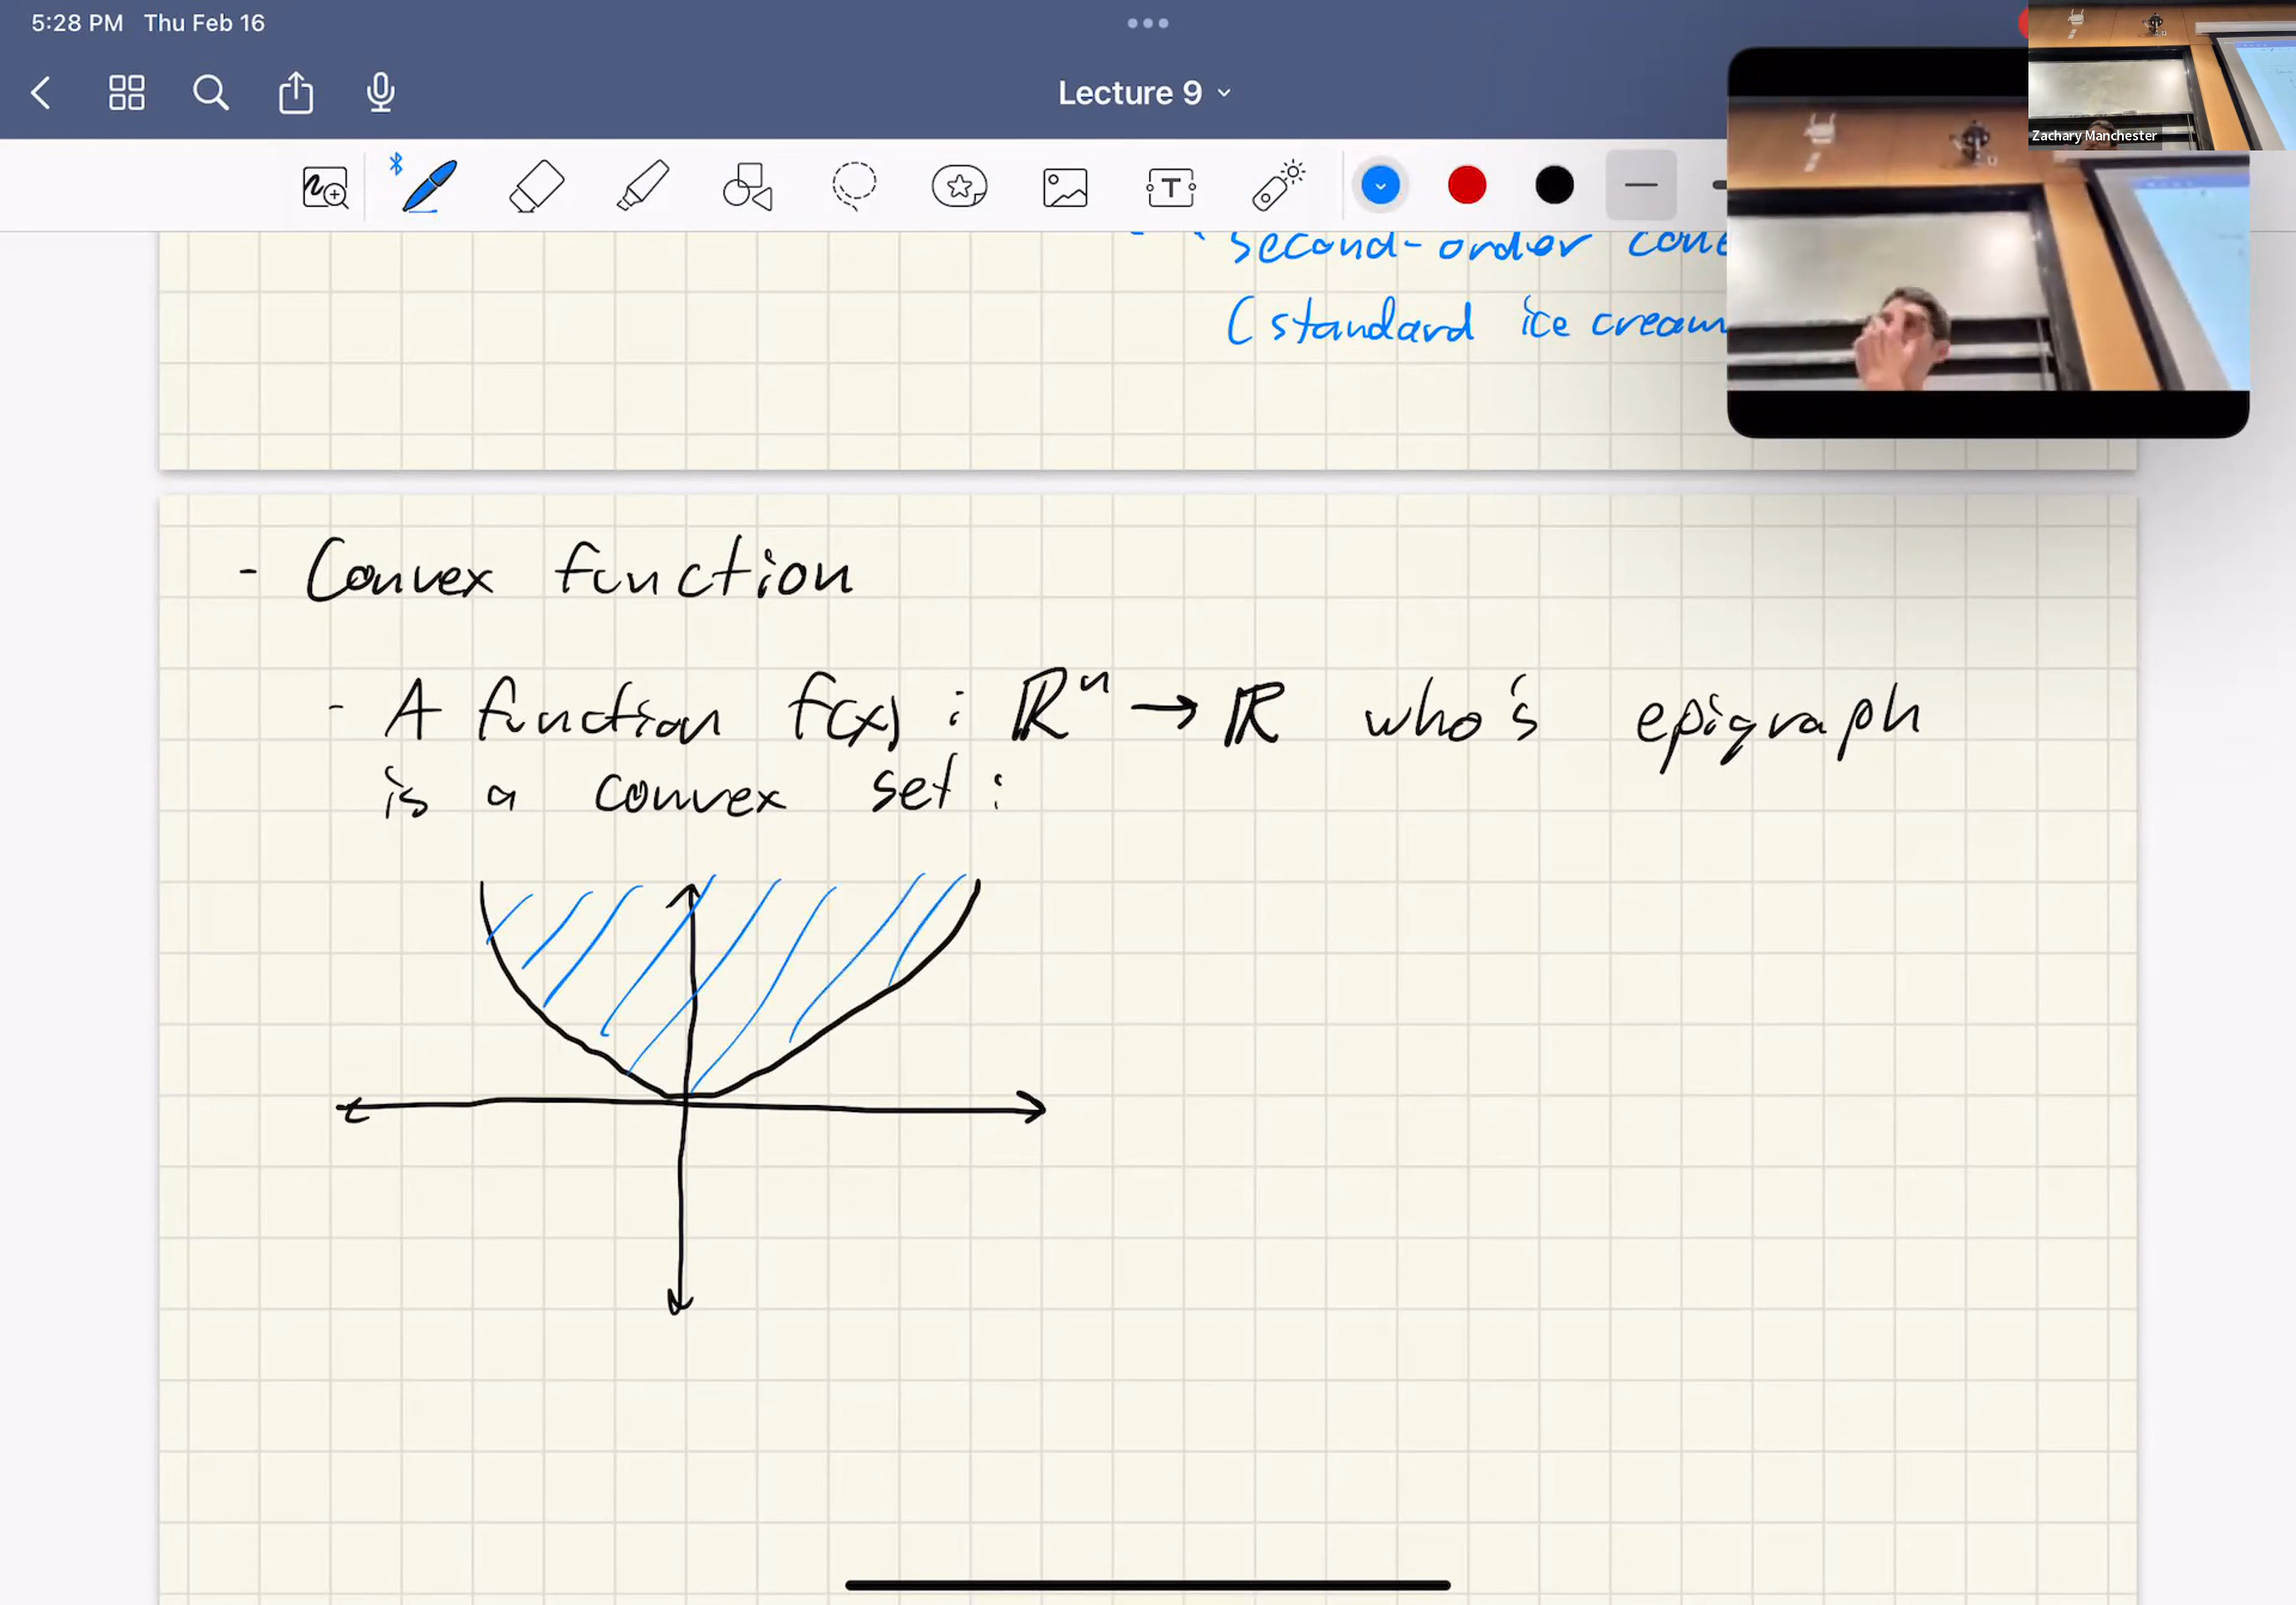 5:28 PM Thu Feb 16
Lecture 9
Zachary Manchester
T
second-order cone
(standard ice cream
- Convex function
- A function f(x) : ℝⁿ → ℝ who's epigraph
is a convex set :